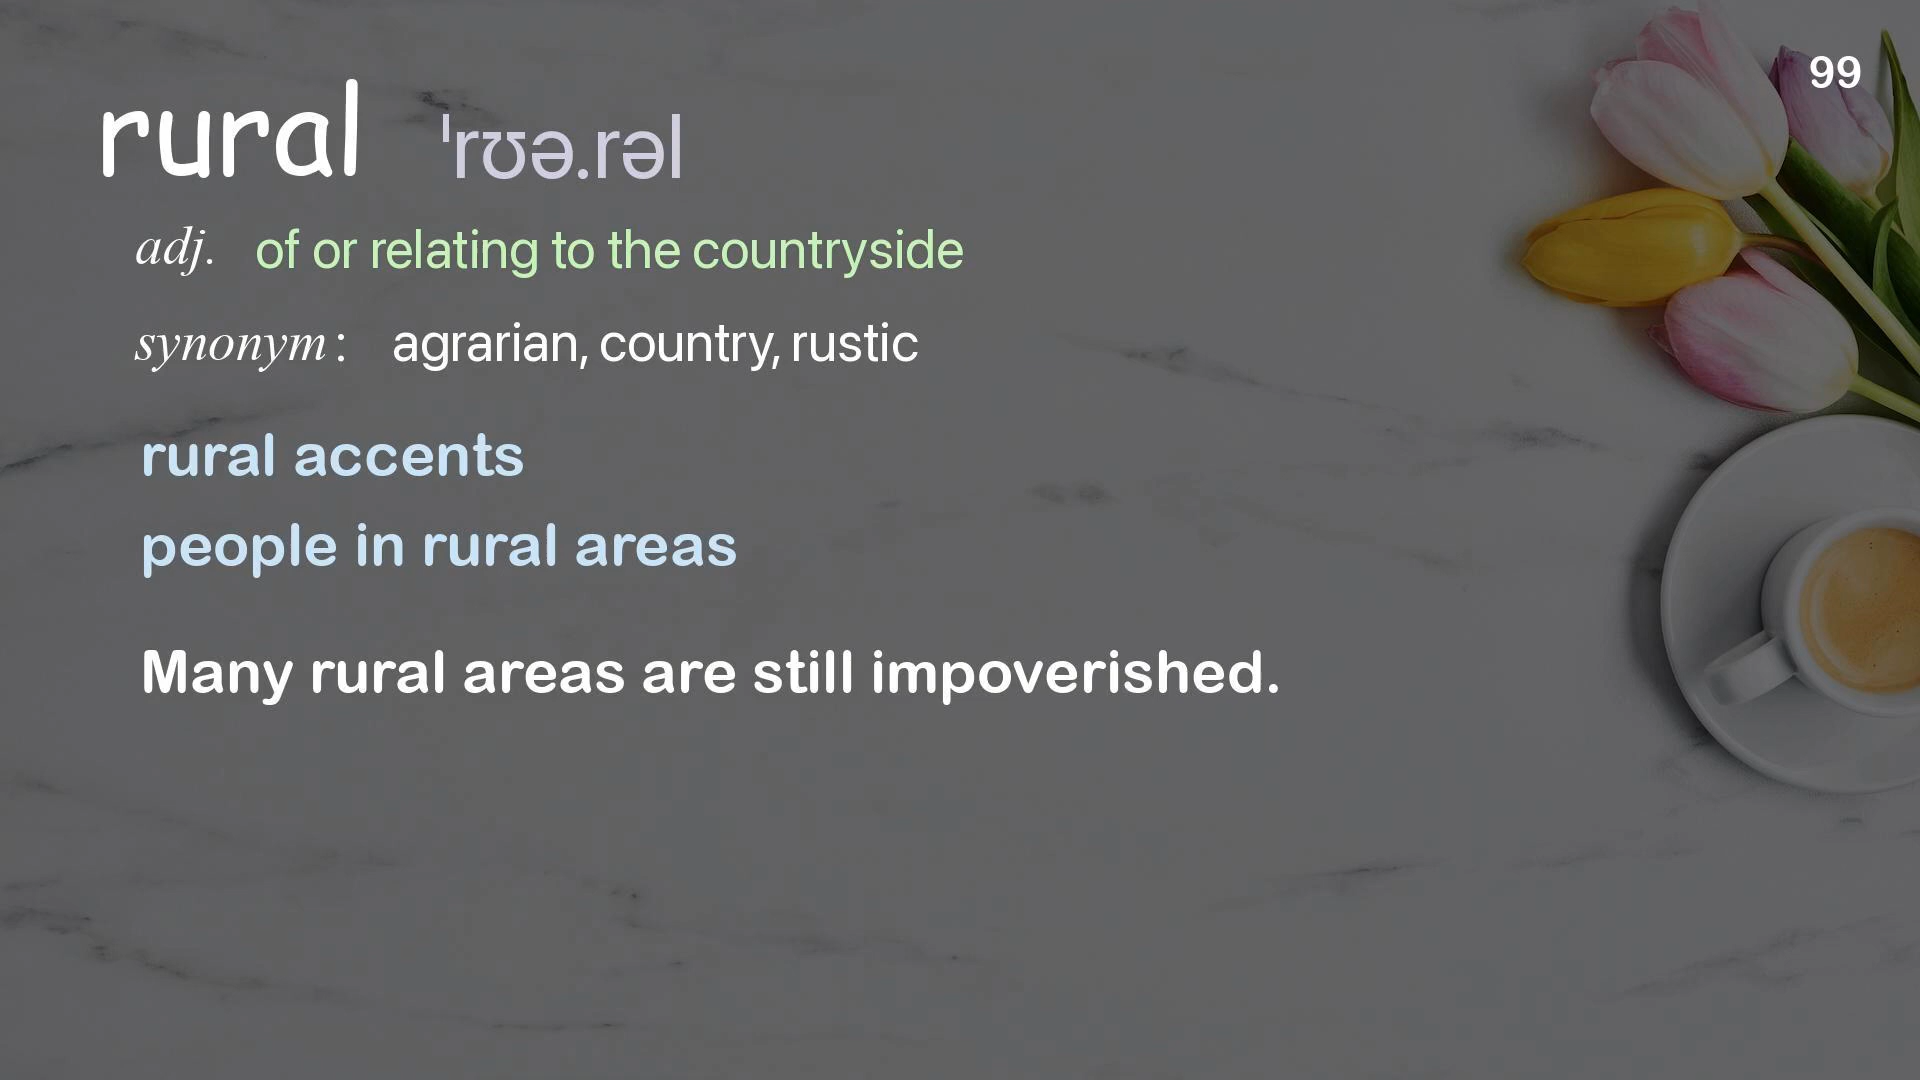 99
rural ˈrʊə.rəl
adj. of or relating to the countryside
synonym: agrarian, country, rustic
rural accents
people in rural areas
Many rural areas are still impoverished.